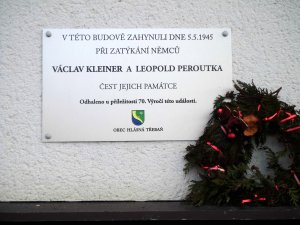 V TÉTO BUDOVĚ ZAHYNULI DNE 5.5.1945
PŘI ZATÝKÁNÍ NĚMCŮ
VÁCLAV KLEINER A LEOPOLD PEROUTKA
ČEST JEJICH PAMÁTCE
Odhaleno u příležitosti 70. Výročí této události.
OBEC HLÁSNÁ TŘEBAŇ